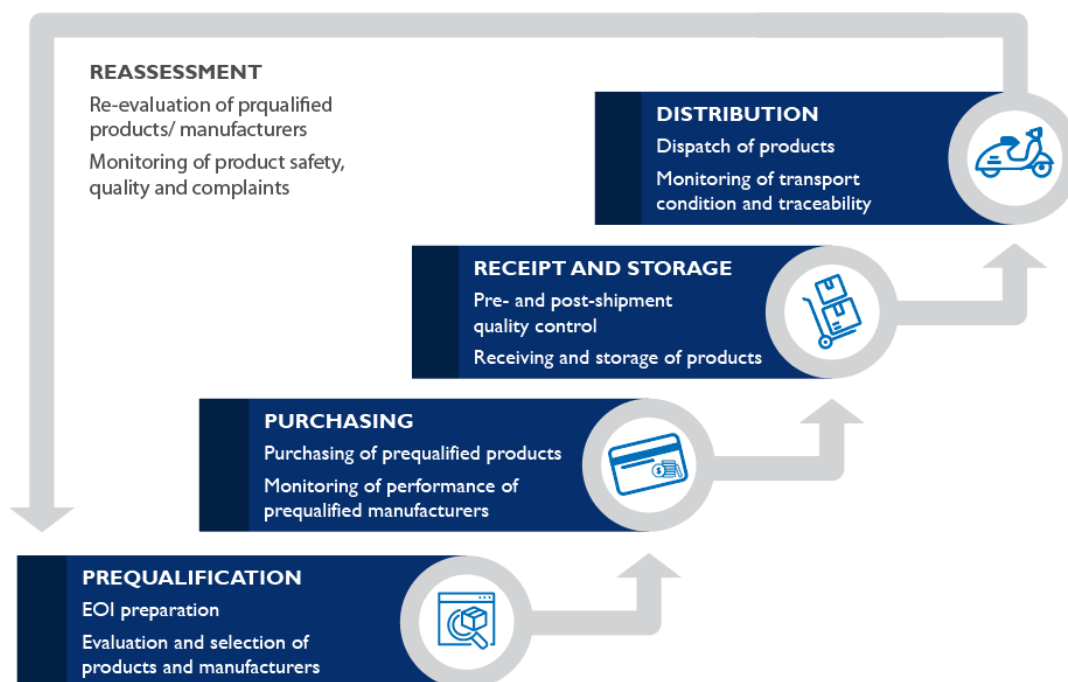 REASSESSMENT
Re-evaluation of prqualified
products/ manufacturers
Monitoring of product safety,
quality and complaints
DISTRIBUTION
Dispatch of products
Monitoring of transport
condition and traceability
RECEIPT AND STORAGE
Pre- and post-shipment
quality control
Receiving and storage of products
PURCHASING
Purchasing of prequalified products
Monitoring of performance of
prequalified manufacturers
PREQUALIFICATION
EOI preparation
Evaluation and selection of
products and manufacturers